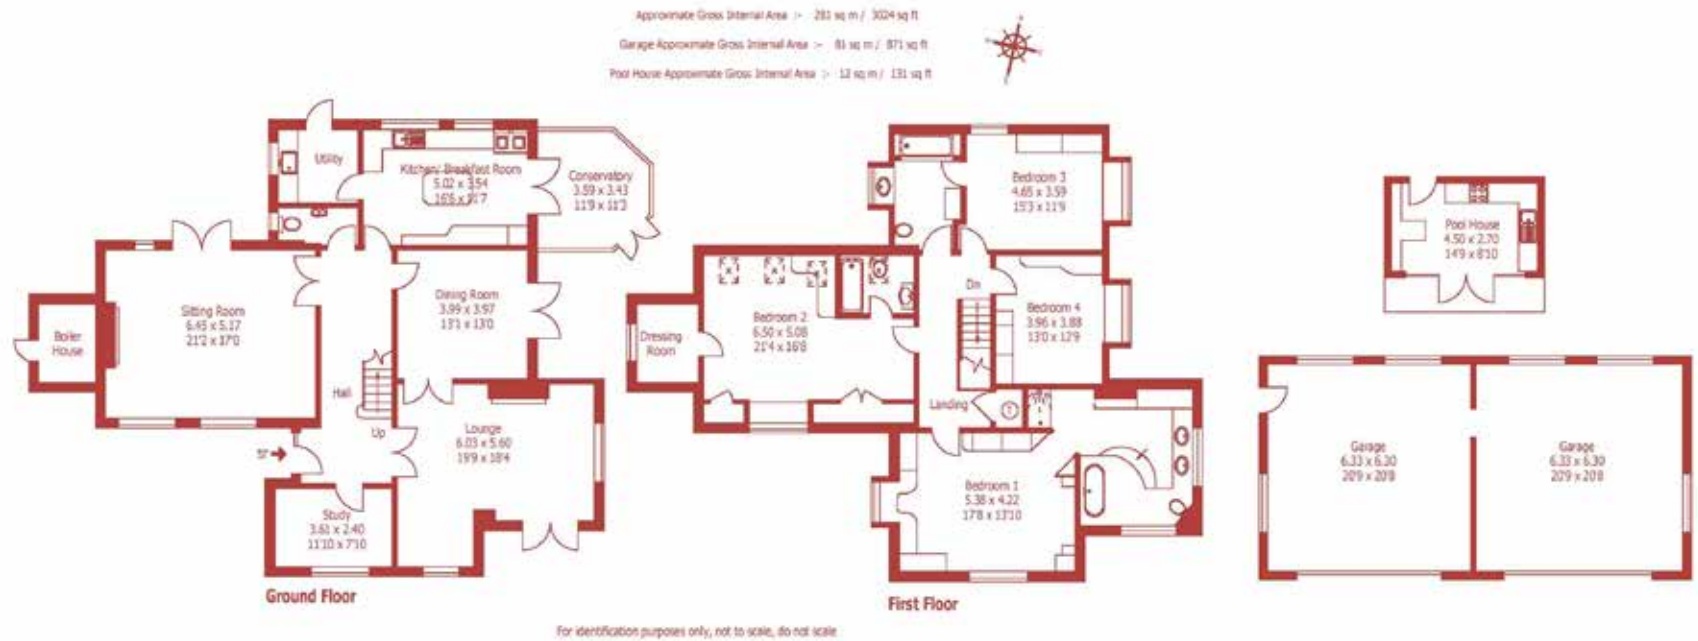 Approximate Gross Internal Area :- 281 sq m / 3024 sq ft
Garage Approximate Gross Internal Area :- 81 sq m / 871 sq ft
Pool House Approximate Gross Internal Area :- 12 sq m / 131 sq ft
Utility
Kitchen/ Breakfast Room
5.02 x 3.54
16'6 x 11'7
Conservatory
3.59 x 3.43
11'9 x 11'3
Sitting Room
6.45 x 5.17
21'2 x 17'0
Boiler
House
Dining Room
3.99 x 3.97
13'1 x 13'0
Hall
Up
Lounge
6.03 x 5.60
19'9 x 18'4
Study
3.61 x 2.40
11'10 x 7'10
Ground Floor
Bedroom 3
4.65 x 3.59
15'3 x 11'9
Dn
Bedroom 4
3.96 x 3.88
13'0 x 12'9
Bedroom 2
6.50 x 5.08
21'4 x 16'8
Dressing
Room
Landing
T
Bedroom 1
5.38 x 4.22
17'8 x 13'10
First Floor
Pool House
4.50 x 2.70
14'9 x 8'10
Garage
6.33 x 6.30
20'9 x 20'8
Garage
6.33 x 6.30
20'9 x 20'8
For identification purposes only, not to scale, do not scale